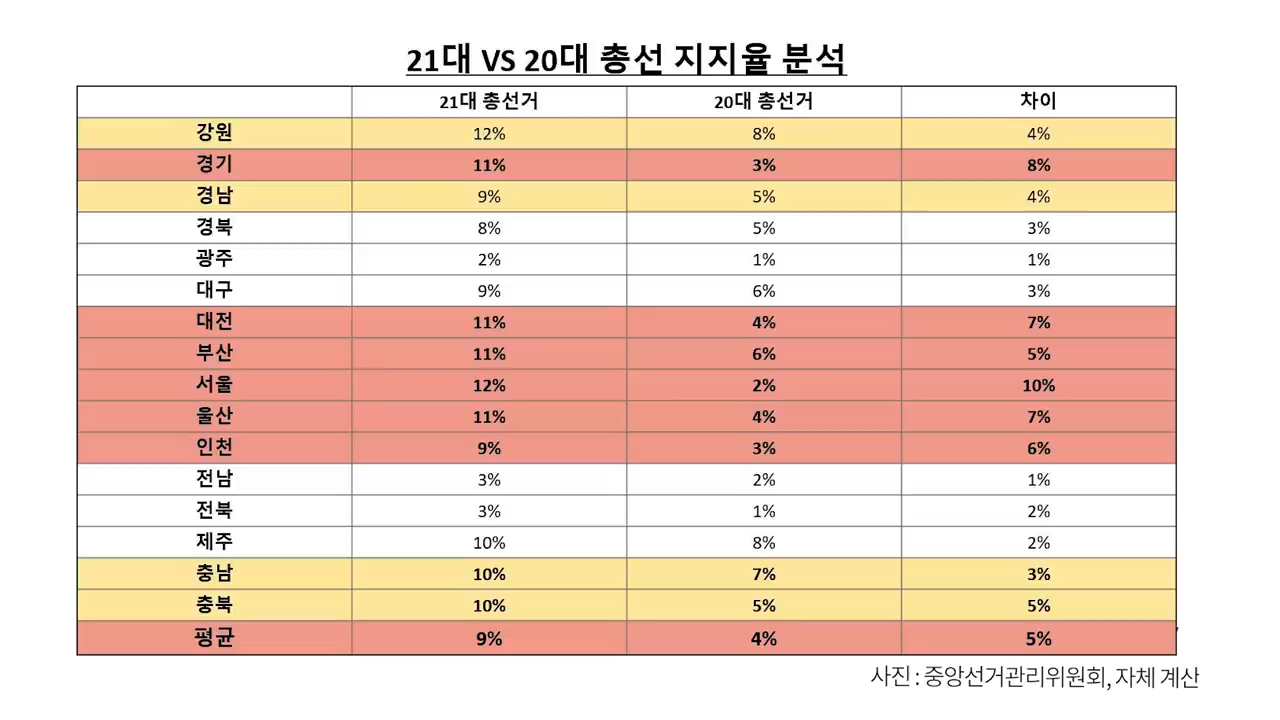 21대 VS 20대 총선 지지율 분석
21대 총선거 20대 총선거 차이
강원 12% 8% 4%
경기 11% 3% 8%
경남 9% 5% 4%
경북 8% 5% 3%
광주 2% 1% 1%
대구 9% 6% 3%
대전 11% 4% 7%
부산 11% 6% 5%
서울 12% 2% 10%
울산 11% 4% 7%
인천 9% 3% 6%
전남 3% 2% 1%
전북 3% 1% 2%
제주 10% 8% 2%
충남 10% 7% 3%
충북 10% 5% 5%
평균 9% 4% 5%
사진 : 중앙선거관리위원회, 자체 계산